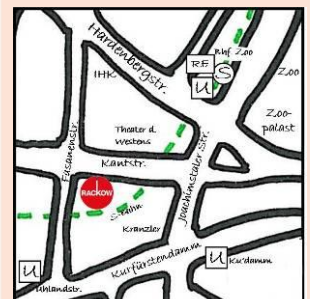 Hardenbergstr.
Bhf Zoo
RE
S
U
IHK
Zoo
Zoo-
palast
Theater d.
Westens
Fasanenstr.
Kantstr.
Joachimstaler Str.
RACKOW
S-Bahn
Kranzler
Kurfürstendamm
U
Ku'damm
U
Uhlandstr.